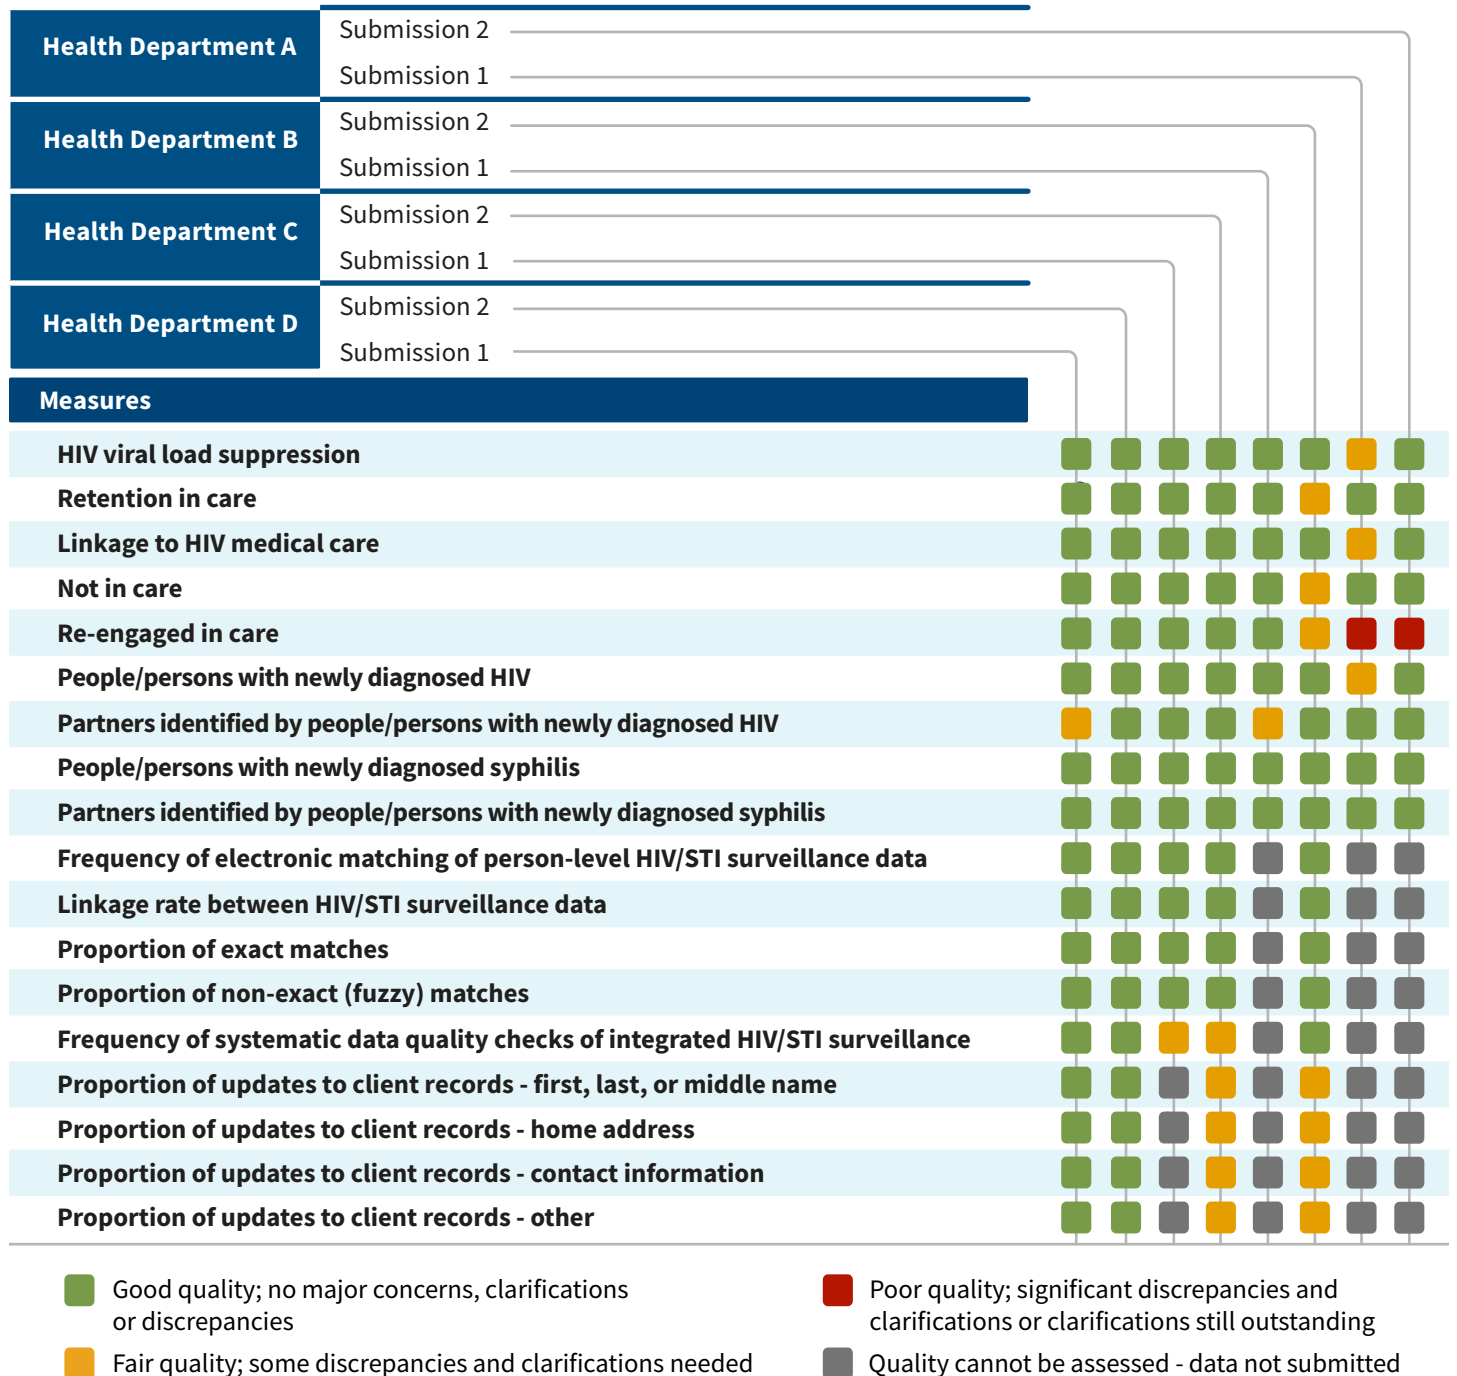 Health Department A
Submission 2
Submission 1
Health Department B
Submission 2
Submission 1
Health Department C
Submission 2
Submission 1
Health Department D
Submission 2
Submission 1
Measures
HIV viral load suppression
Retention in care
Linkage to HIV medical care
Not in care
Re-engaged in care
People/persons with newly diagnosed HIV
Partners identified by people/persons with newly diagnosed HIV
People/persons with newly diagnosed syphilis
Partners identified by people/persons with newly diagnosed syphilis
Frequency of electronic matching of person-level HIV/STI surveillance data
Linkage rate between HIV/STI surveillance data
Proportion of exact matches
Proportion of non-exact (fuzzy) matches
Frequency of systematic data quality checks of integrated HIV/STI surveillance
Proportion of updates to client records - first, last, or middle name
Proportion of updates to client records - home address
Proportion of updates to client records - contact information
Proportion of updates to client records - other
Good quality; no major concerns, clarifications
or discrepancies
Fair quality; some discrepancies and clarifications needed
Poor quality; significant discrepancies and
clarifications or clarifications still outstanding
Quality cannot be assessed - data not submitted